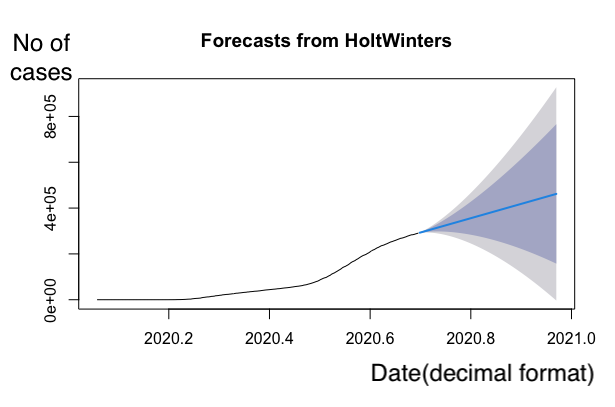 No of
cases
Forecasts from HoltWinters
8e+05
4e+05
0e+00
2020.2 2020.4 2020.6 2020.8 2021.0
Date(decimal format)